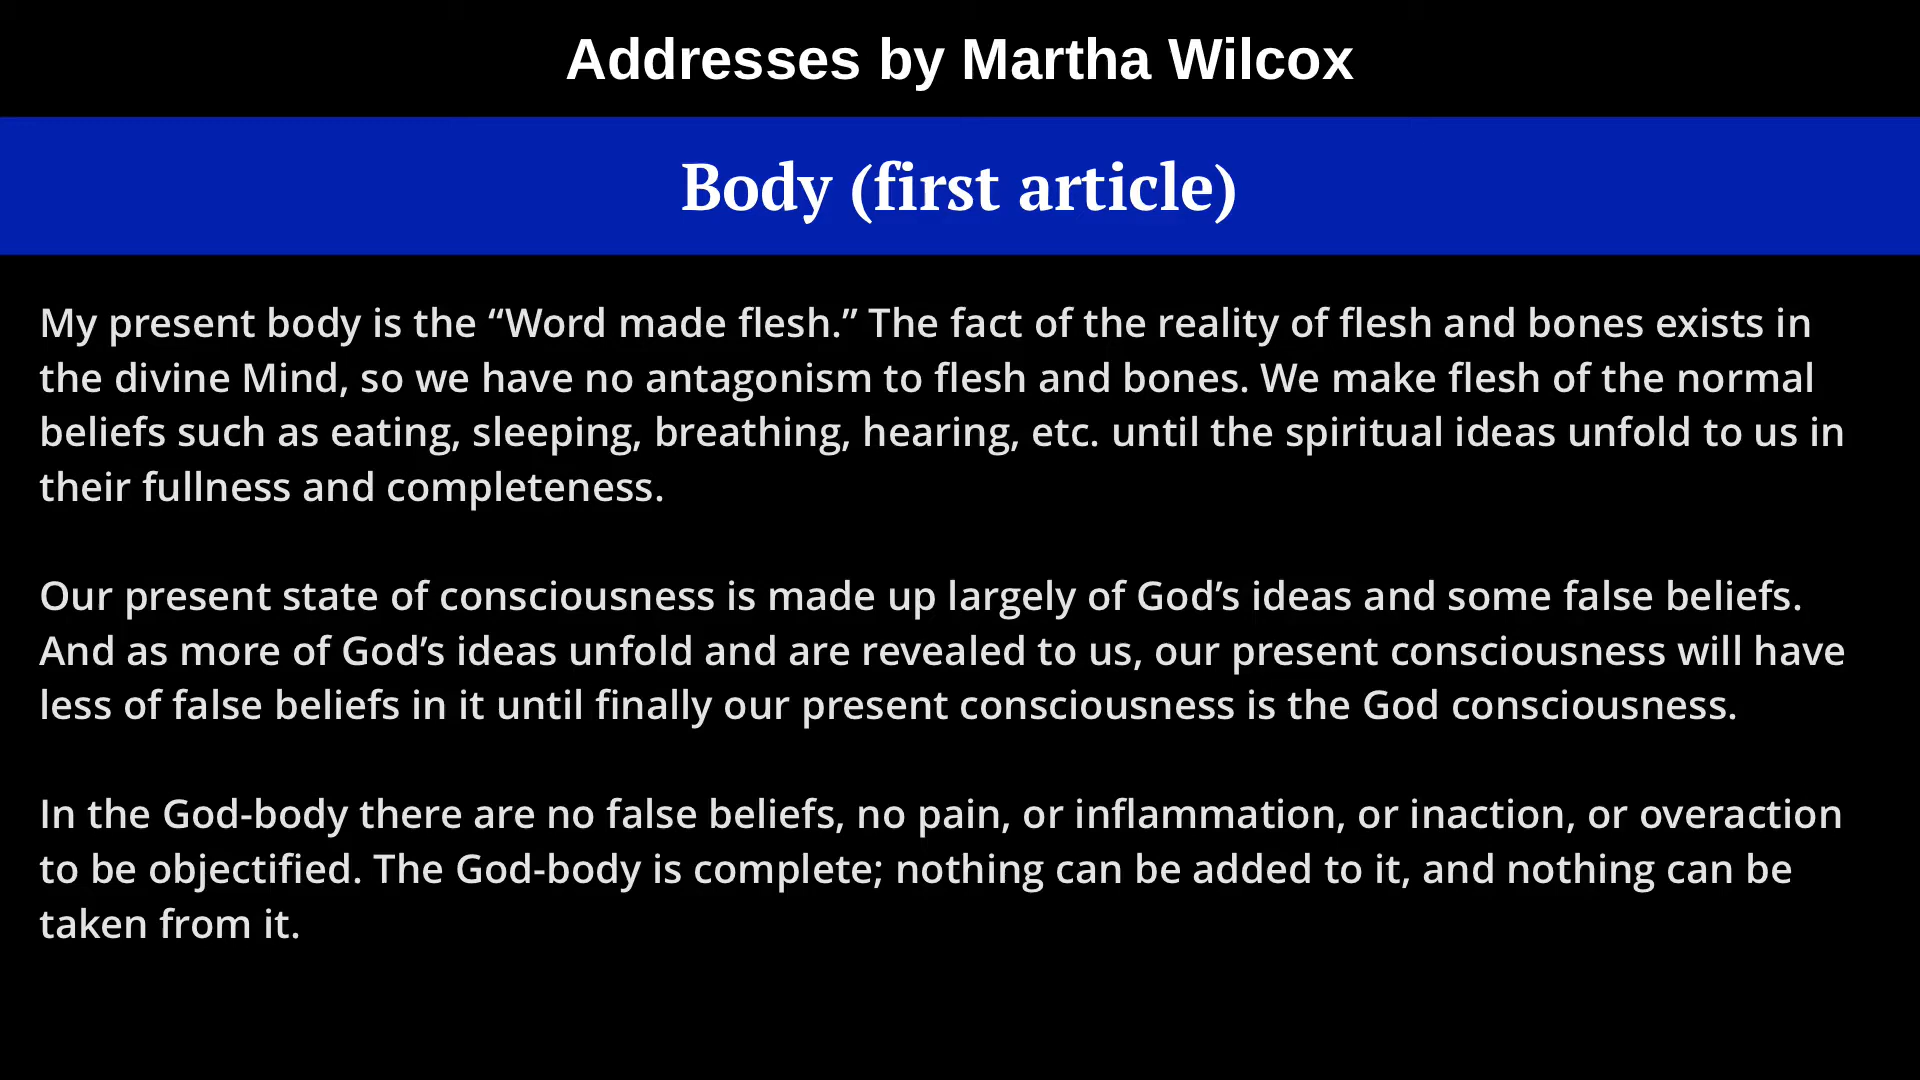 Addresses by Martha Wilcox
Body (first article)
My present body is the “Word made flesh.” The fact of the reality of flesh and bones exists in
the divine Mind, so we have no antagonism to flesh and bones. We make flesh of the normal
beliefs such as eating, sleeping, breathing, hearing, etc. until the spiritual ideas unfold to us in
their fullness and completeness.
Our present state of consciousness is made up largely of God’s ideas and some false beliefs.
And as more of God’s ideas unfold and are revealed to us, our present consciousness will have
less of false beliefs in it until finally our present consciousness is the God consciousness.
In the God-body there are no false beliefs, no pain, or inflammation, or inaction, or overaction
to be objectified. The God-body is complete; nothing can be added to it, and nothing can be
taken from it.